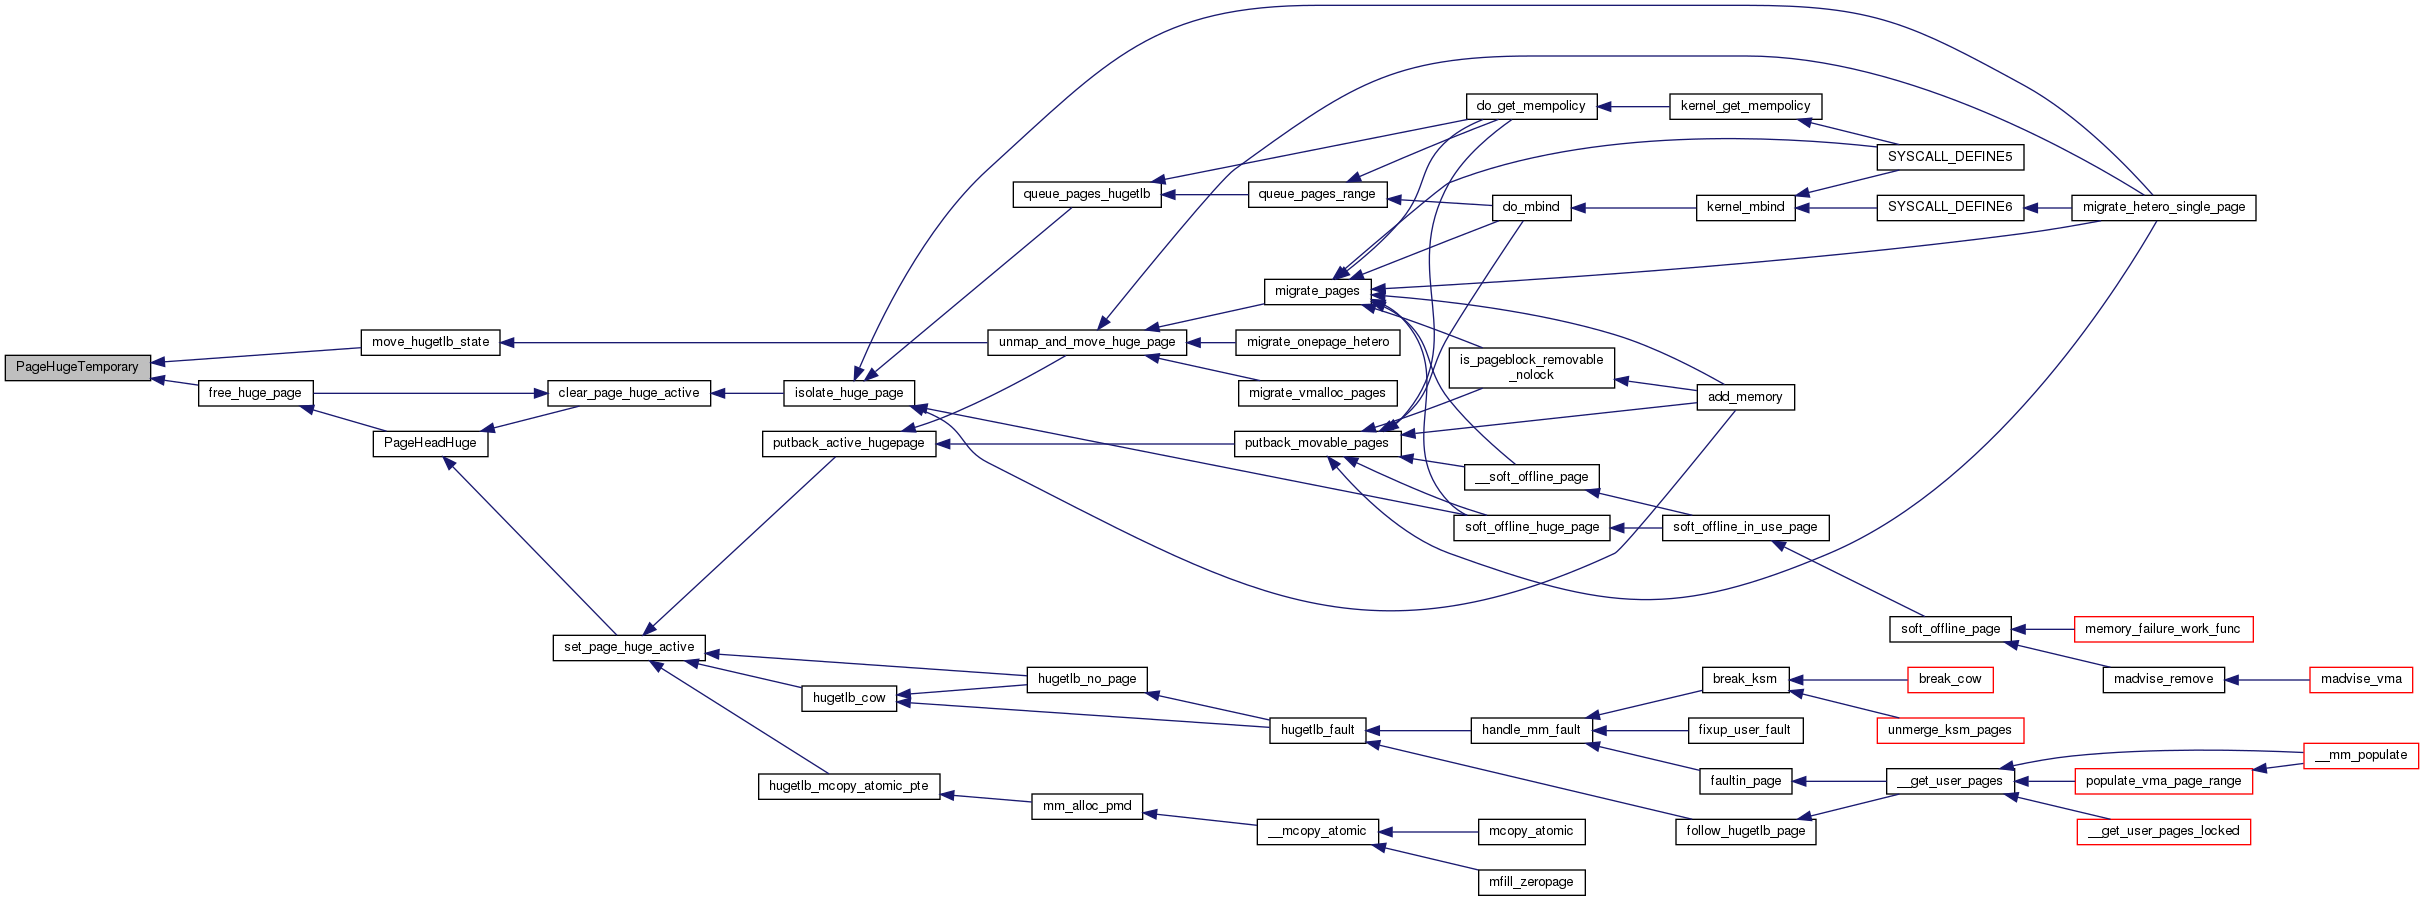 PageHugeTemporary
move_hugetlb_state
free_huge_page
PageHeadHuge
clear_page_huge_active
set_page_huge_active
isolate_huge_page
putback_active_hugepage
hugetlb_cow
hugetlb_mcopy_atomic_pte
queue_pages_hugetlb
unmap_and_move_huge_page
hugetlb_no_page
mm_alloc_pmd
queue_pages_range
migrate_pages
migrate_onepage_hetero
migrate_vmalloc_pages
putback_movable_pages
hugetlb_fault
__mcopy_atomic
do_get_mempolicy
do_mbind
is_pageblock_removable
_nolock
__soft_offline_page
soft_offline_huge_page
handle_mm_fault
mcopy_atomic
mfill_zeropage
kernel_get_mempolicy
kernel_mbind
add_memory
soft_offline_in_use_page
break_ksm
fixup_user_fault
faultin_page
follow_hugetlb_page
SYSCALL_DEFINE5
SYSCALL_DEFINE6
soft_offline_page
break_cow
unmerge_ksm_pages
__get_user_pages
migrate_hetero_single_page
memory_failure_work_func
madvise_remove
populate_vma_page_range
__get_user_pages_locked
madvise_vma
__mm_populate